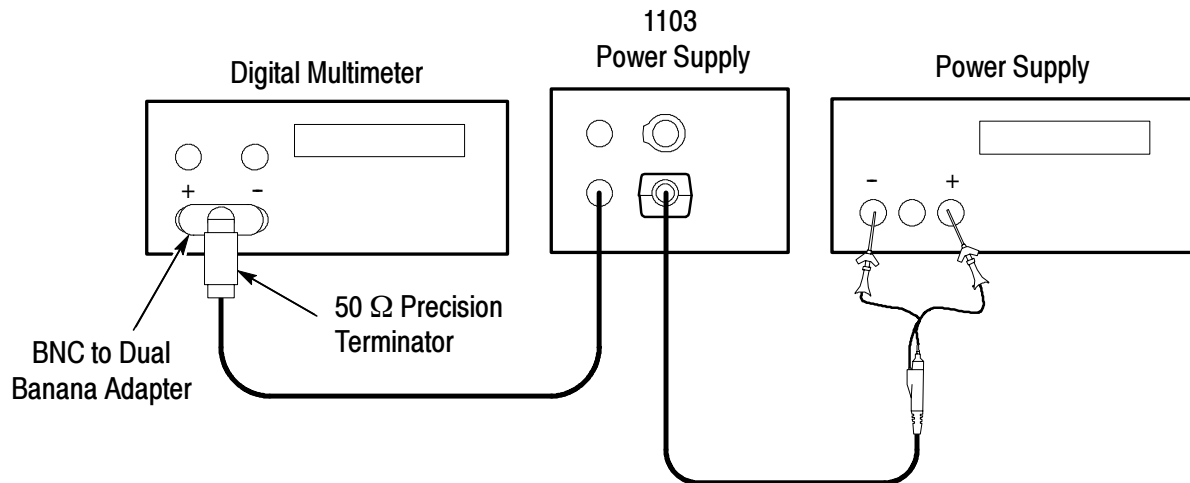 1103
Power Supply
Digital Multimeter
Power Supply
+ -
- +
50 Ω Precision
Terminator
BNC to Dual
Banana Adapter